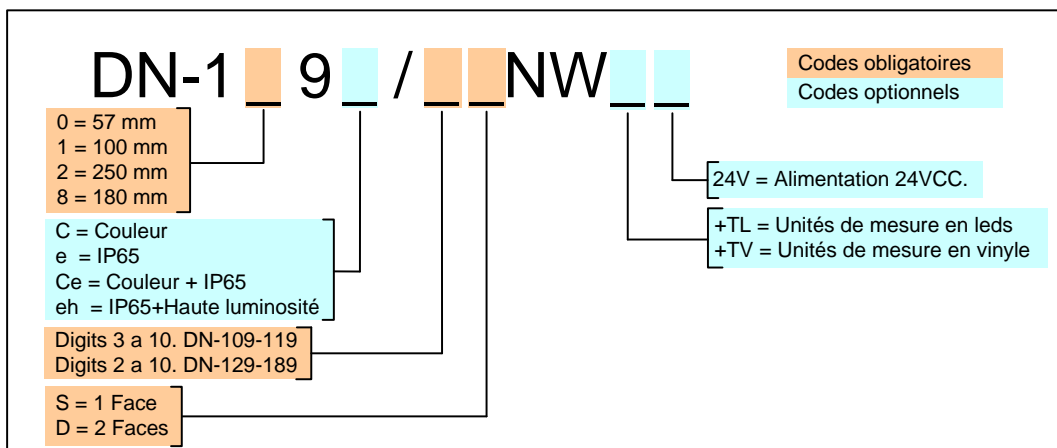 DN-1_ 9_ / _ _NW_ _
Codes obligatoires
Codes optionnels
0 = 57 mm
1 = 100 mm
2 = 250 mm
8 = 180 mm
24V = Alimentation 24VCC.
+TL = Unités de mesure en leds
+TV = Unités de mesure en vinyle
C = Couleur
e = IP65
Ce = Couleur + IP65
eh = IP65+Haute luminosité
Digits 3 a 10. DN-109-119
Digits 2 a 10. DN-129-189
S = 1 Face
D = 2 Faces